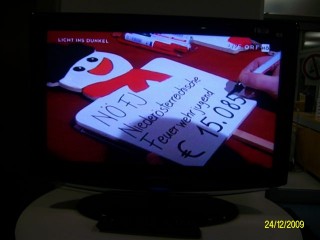 LICHT INS DUNKEL
NÖ FJ
Niederösterreichische
Feuerwehrjugend
€ 15.085
24/12/2009